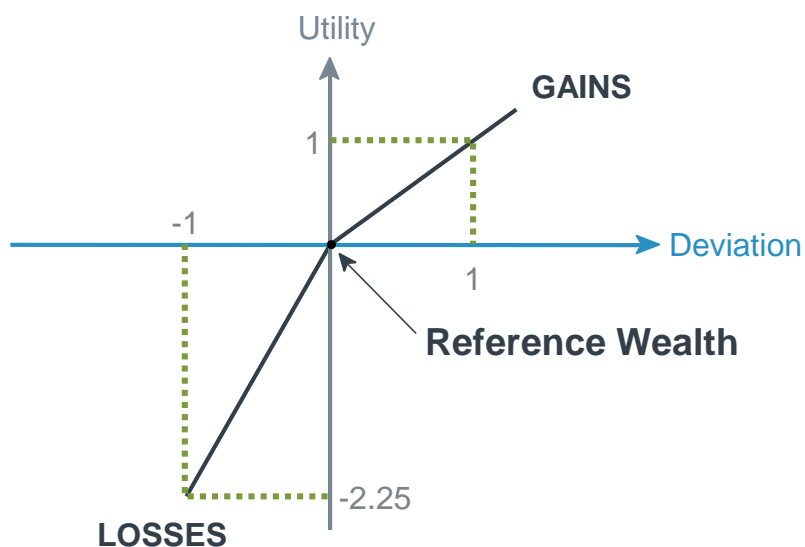 Utility
GAINS
1
-1
Deviation
1
Reference Wealth
-2.25
LOSSES